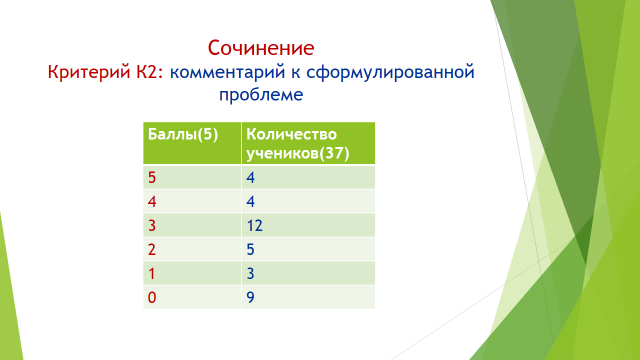 Сочинение
Критерий К2: комментарий к сформулированной
проблеме
Баллы(5) Количество
учеников(37)
5 4
4 4
3 12
2 5
1 3
0 9